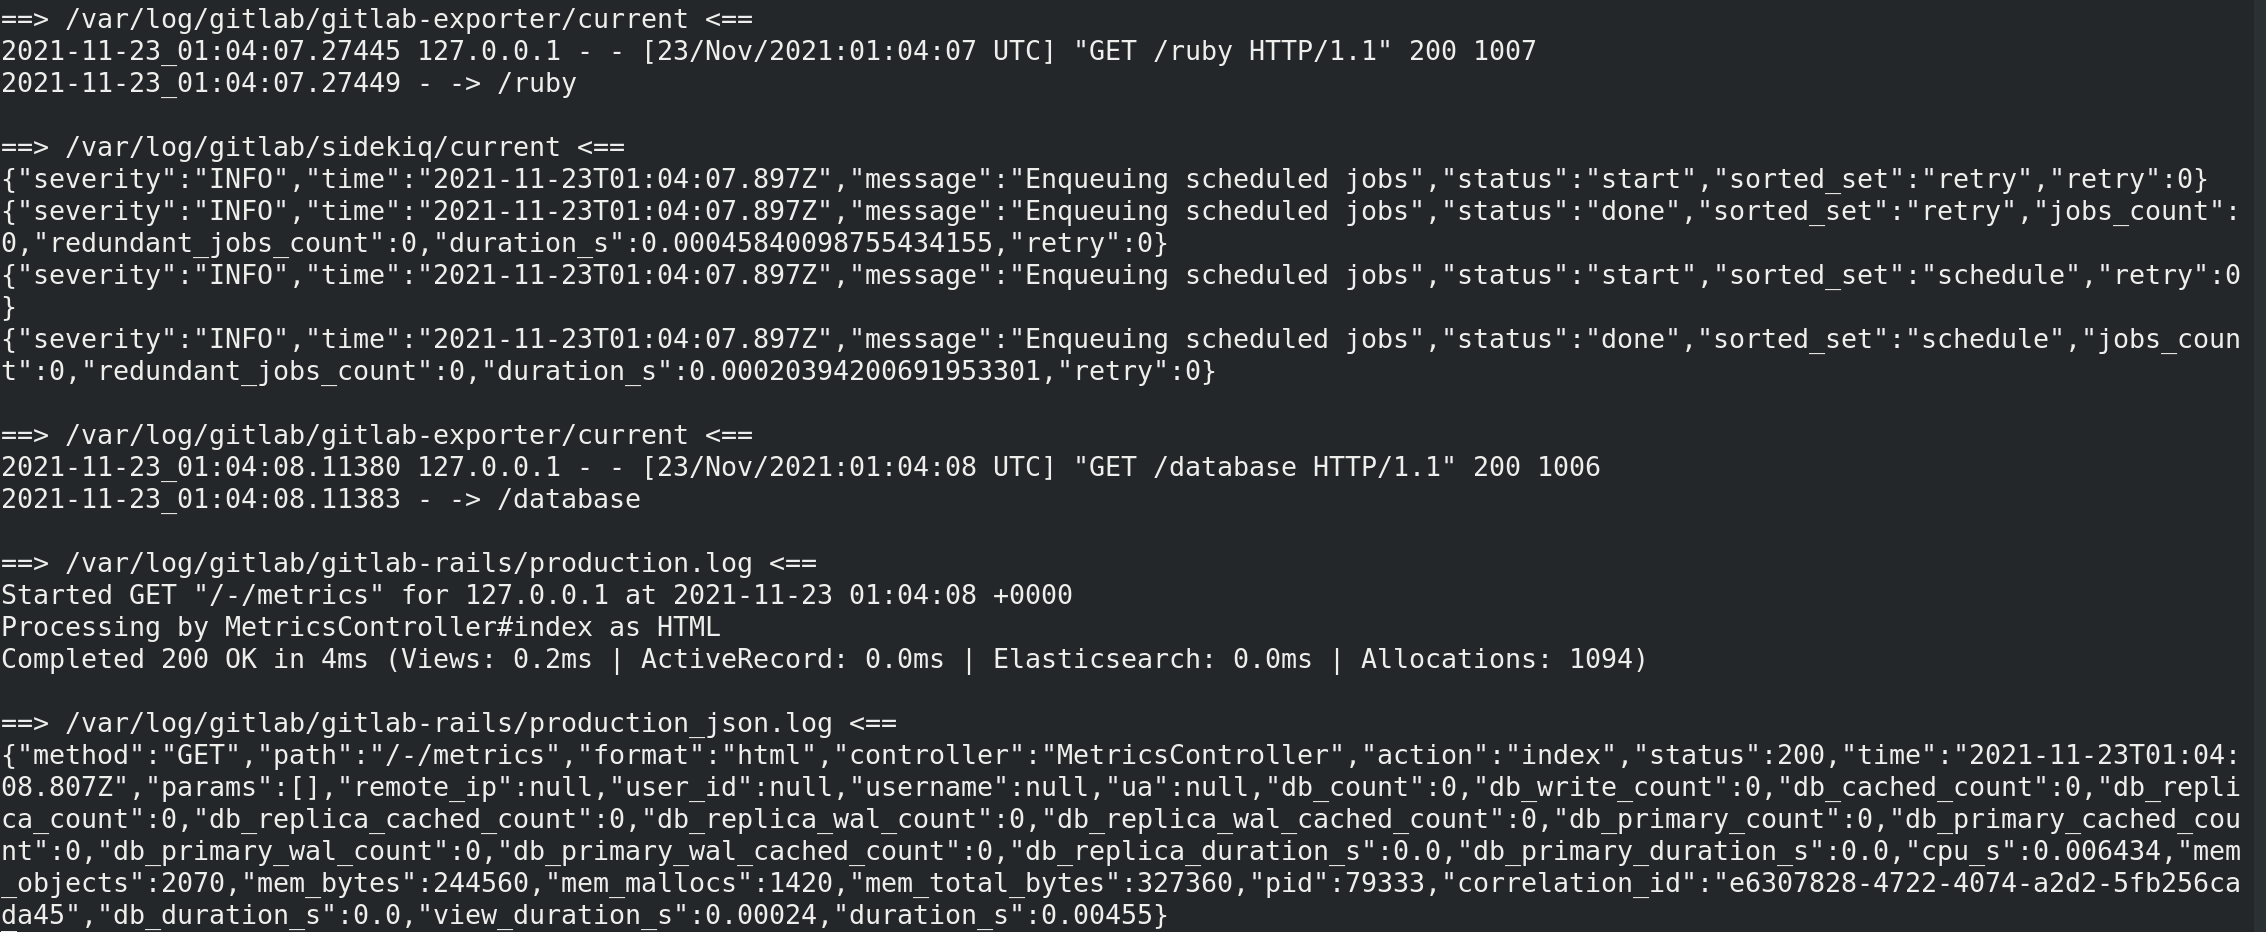 ==> /var/log/gitlab/gitlab-exporter/current <==
2021-11-23_01:04:07.27445 127.0.0.1 - - [23/Nov/2021:01:04:07 UTC] "GET /ruby HTTP/1.1" 200 1007
2021-11-23_01:04:07.27449 - -> /ruby
==> /var/log/gitlab/sidekiq/current <==
{"severity":"INFO","time":"2021-11-23T01:04:07.897Z","message":"Enqueuing scheduled jobs","status":"start","sorted_set":"retry","retry":0}
{"severity":"INFO","time":"2021-11-23T01:04:07.897Z","message":"Enqueuing scheduled jobs","status":"done","sorted_set":"retry","jobs_count":
0,"redundant_jobs_count":0,"duration_s":0.00045840098755434155,"retry":0}
{"severity":"INFO","time":"2021-11-23T01:04:07.897Z","message":"Enqueuing scheduled jobs","status":"start","sorted_set":"schedule","retry":0
}
{"severity":"INFO","time":"2021-11-23T01:04:07.897Z","message":"Enqueuing scheduled jobs","status":"done","sorted_set":"schedule","jobs_coun
t":0,"redundant_jobs_count":0,"duration_s":0.00020394200691953301,"retry":0}
==> /var/log/gitlab/gitlab-exporter/current <==
2021-11-23_01:04:08.11380 127.0.0.1 - - [23/Nov/2021:01:04:08 UTC] "GET /database HTTP/1.1" 200 1006
2021-11-23_01:04:08.11383 - -> /database
==> /var/log/gitlab/gitlab-rails/production.log <==
Started GET "/-/metrics" for 127.0.0.1 at 2021-11-23 01:04:08 +0000
Processing by MetricsController#index as HTML
Completed 200 OK in 4ms (Views: 0.2ms | ActiveRecord: 0.0ms | Elasticsearch: 0.0ms | Allocations: 1094)
==> /var/log/gitlab/gitlab-rails/production_json.log <==
{"method":"GET","path":"/-/metrics","format":"html","controller":"MetricsController","action":"index","status":200,"time":"2021-11-23T01:04:
08.807Z","params":[],"remote_ip":null,"user_id":null,"username":null,"ua":null,"db_count":0,"db_write_count":0,"db_cached_count":0,"db_repli
ca_count":0,"db_replica_cached_count":0,"db_replica_wal_count":0,"db_replica_wal_cached_count":0,"db_primary_count":0,"db_primary_cached_cou
nt":0,"db_primary_wal_count":0,"db_primary_wal_cached_count":0,"db_replica_duration_s":0.0,"db_primary_duration_s":0.0,"cpu_s":0.006434,"mem
_objects":2070,"mem_bytes":244560,"mem_mallocs":1420,"mem_total_bytes":327360,"pid":79333,"correlation_id":"e6307828-4722-4074-a2d2-5fb256ca
da45","db_duration_s":0.0,"view_duration_s":0.00024,"duration_s":0.00455}